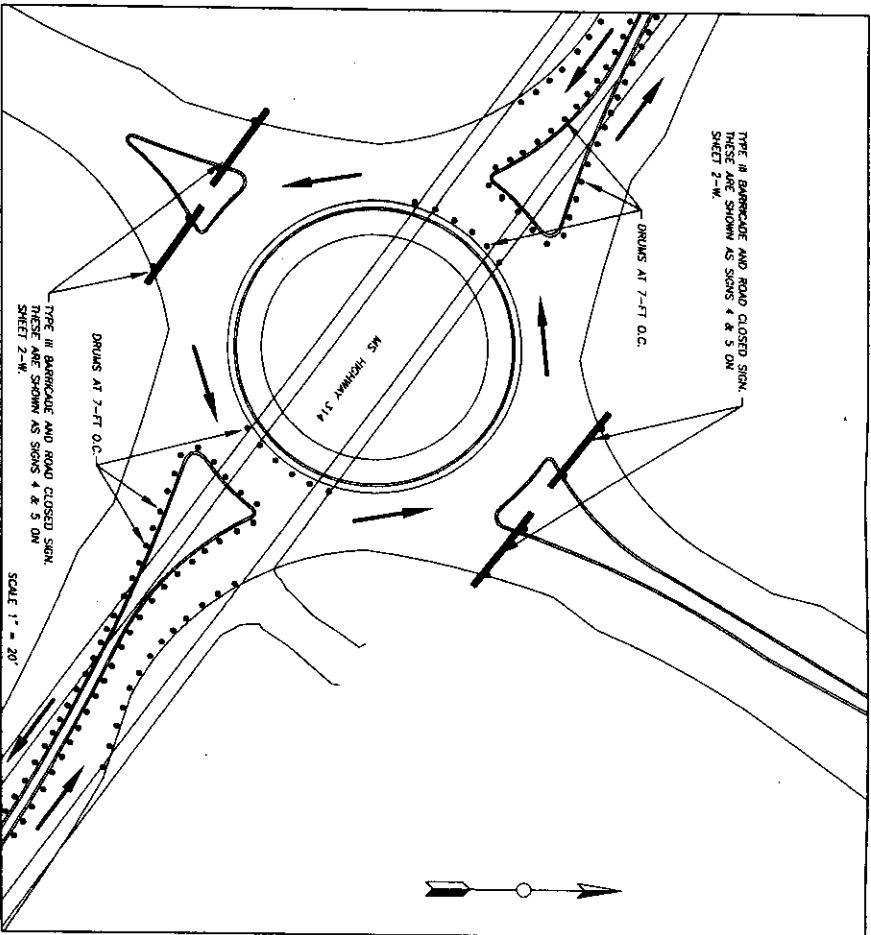 TYPE III BARRICADE AND ROAD CLOSED SIGN.
THESE ARE SHOWN AS SIGNS 4 & 5 ON
SHEET 2-W.
DRUMS AT 7-FT O.C.
MS HIGHWAY 314
DRUMS AT 7-FT O.C.
TYPE III BARRICADE AND ROAD CLOSED SIGN.
THESE ARE SHOWN AS SIGNS 4 & 5 ON
SHEET 2-W.
SCALE 1" = 20'